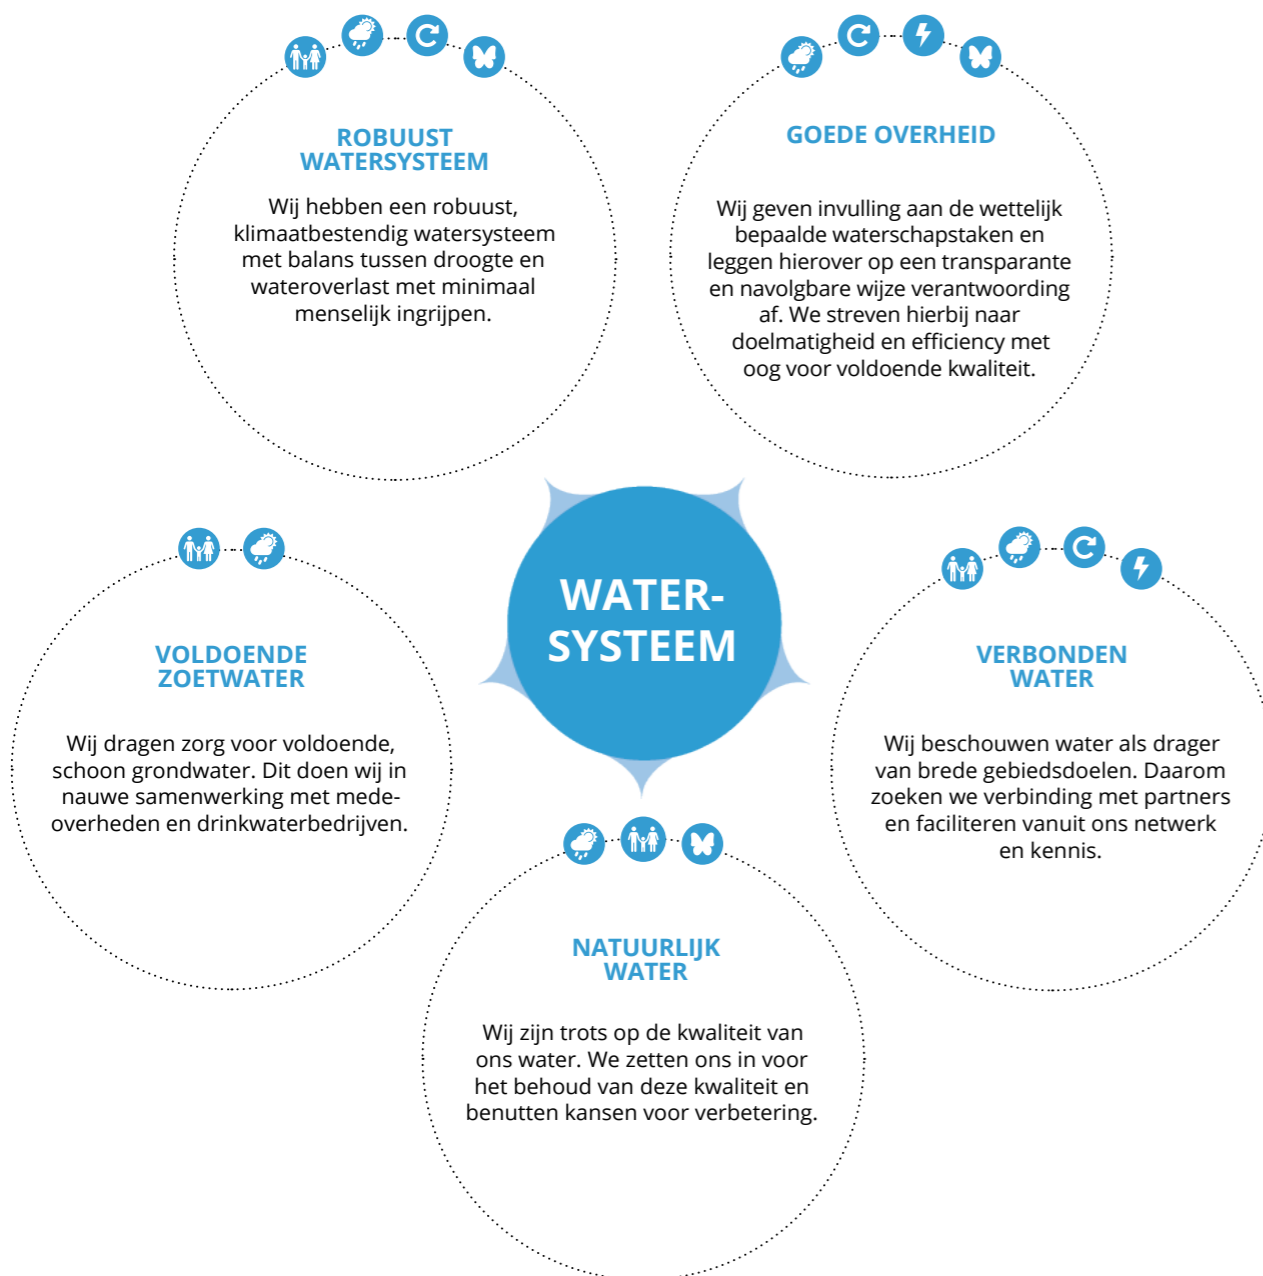 ROBUUST
WATERSYSTEEM
Wij hebben een robuust,
klimaatbestendig watersysteem
met balans tussen droogte en
wateroverlast met minimaal
menselijk ingrijpen.
GOEDE OVERHEID
Wij geven invulling aan de wettelijk
bepaalde waterschapstaken en
leggen hierover op een transparante
en navolgbare wijze verantwoording
af. We streven hierbij naar
doelmatigheid en efficiency met
oog voor voldoende kwaliteit.
WATER-
SYSTEEM
VOLDOENDE
ZOETWATER
Wij dragen zorg voor voldoende,
schoon grondwater. Dit doen wij in
nauwe samenwerking met mede-
overheden en drinkwaterbedrijven.
VERBONDEN
WATER
Wij beschouwen water als drager
van brede gebiedsdoelen. Daarom
zoeken we verbinding met partners
en faciliteren vanuit ons netwerk
en kennis.
NATUURLIJK
WATER
Wij zijn trots op de kwaliteit van
ons water. We zetten ons in voor
het behoud van deze kwaliteit en
benutten kansen voor verbetering.